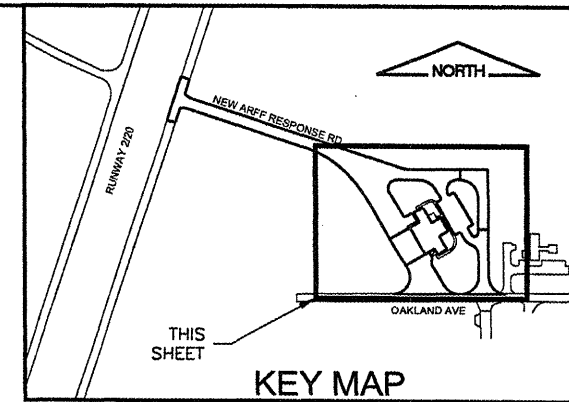 NORTH
NEW ARFF RESPONSE RD
RUNWAY 2/20
OAKLAND AVE
THIS
SHEET
KEY MAP